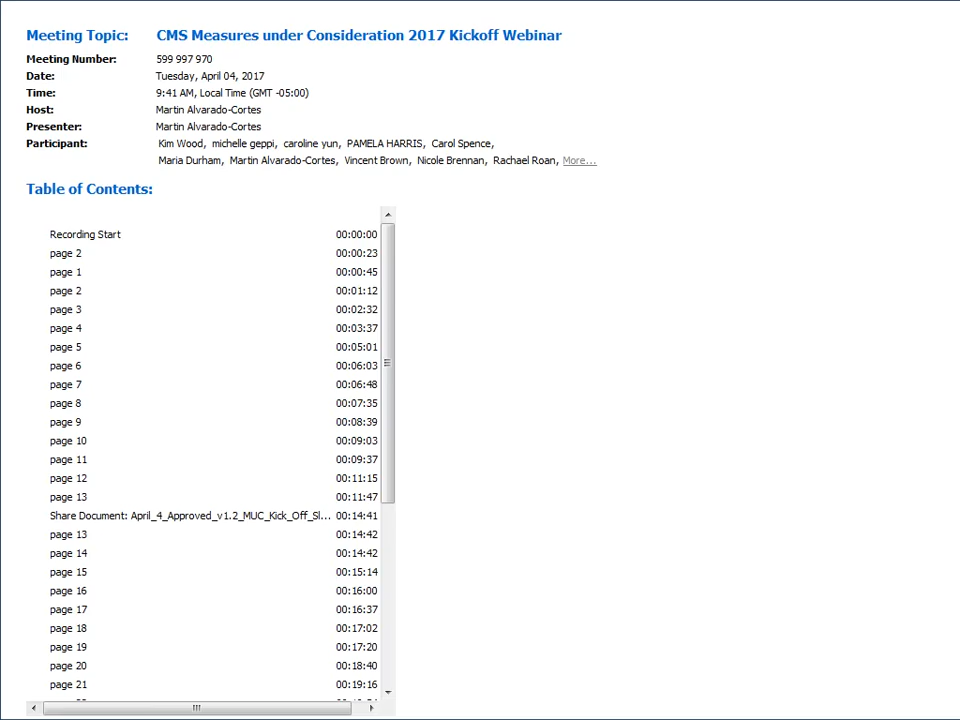 Meeting Topic: CMS Measures under Consideration 2017 Kickoff Webinar
Meeting Number: 599 997 970
Date: Tuesday, April 04, 2017
Time: 9:41 AM, Local Time (GMT -05:00)
Host: Martin Alvarado-Cortes
Presenter: Martin Alvarado-Cortes
Participant: Kim Wood, michelle geppi, caroline yun, PAMELA HARRIS, Carol Spence,
Maria Durham, Martin Alvarado-Cortes, Vincent Brown, Nicole Brennan, Rachael Roan, More...
Table of Contents:
Recording Start 00:00:00
page 2 00:00:23
page 1 00:00:45
page 2 00:01:12
page 3 00:02:32
page 4 00:03:37
page 5 00:05:01
page 6 00:06:03
page 7 00:06:48
page 8 00:07:35
page 9 00:08:39
page 10 00:09:03
page 11 00:09:37
page 12 00:11:15
page 13 00:11:47
Share Document: April_4_Approved_v1.2_MUC_Kick_Off_Sl... 00:14:41
page 13 00:14:42
page 14 00:14:42
page 15 00:15:14
page 16 00:16:00
page 17 00:16:37
page 18 00:17:02
page 19 00:17:20
page 20 00:18:40
page 21 00:19:16